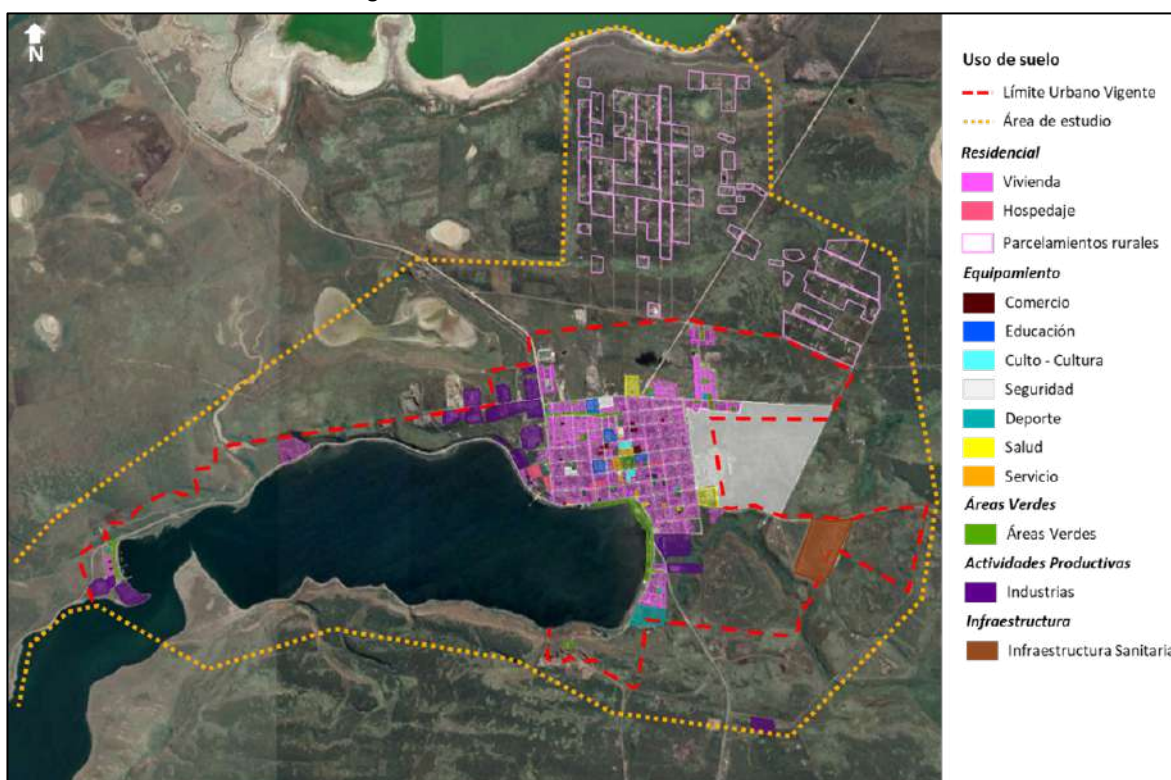 N
Uso de suelo
Límite Urbano Vigente
Área de estudio
Residencial
Vivienda
Hospedaje
Parcelamientos rurales
Equipamiento
Comercio
Educación
Culto - Cultura
Seguridad
Deporte
Salud
Servicio
Áreas Verdes
Áreas Verdes
Actividades Productivas
Industrias
Infraestructura
Infraestructura Sanitaria